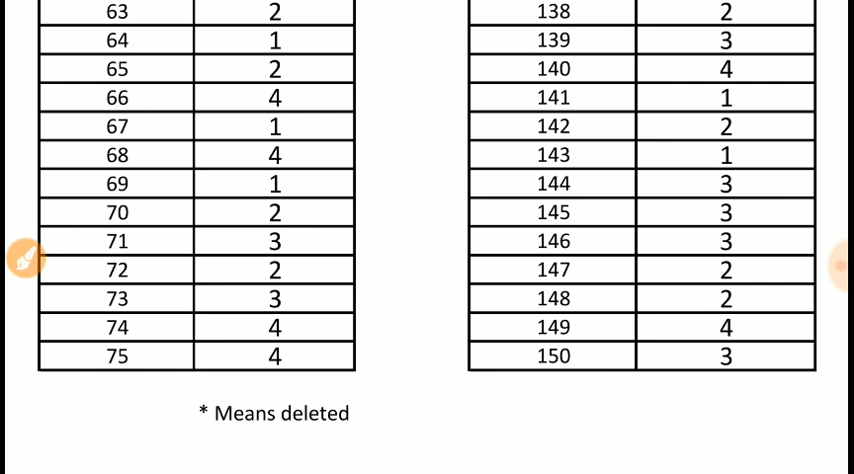 63 2 138 2
64 1 139 3
65 2 140 4
66 4 141 1
67 1 142 2
68 4 143 1
69 1 144 3
70 2 145 3
71 3 146 3
72 2 147 2
73 3 148 2
74 4 149 4
75 4 150 3
* Means deleted